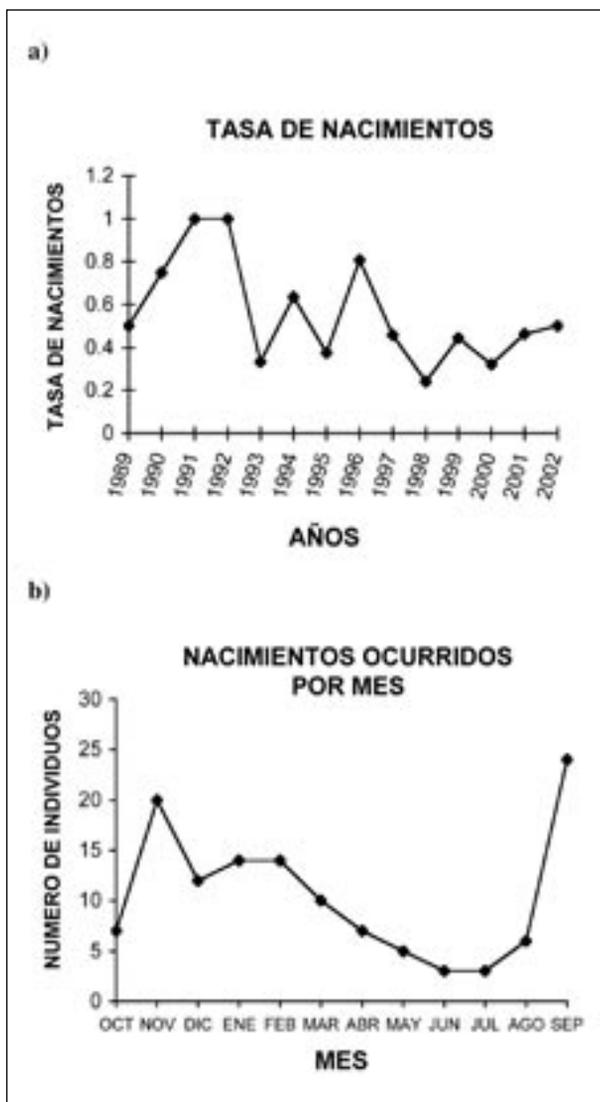 a)
TASA DE NACIMIENTOS
TASA DE NACIMIENTOS
1.2
1
0.8
0.6
0.4
0.2
0
1989 1990 1991 1992 1993 1994 1995 1996 1997 1998 1999 2000 2001 2002
AÑOS
b)
NACIMIENTOS OCURRIDOS
POR MES
NUMERO DE INDIVIDUOS
30
25
20
15
10
5
0
OCT NOV DIC ENE FEB MAR ABR MAY JUN JUL AGO SEP
MES